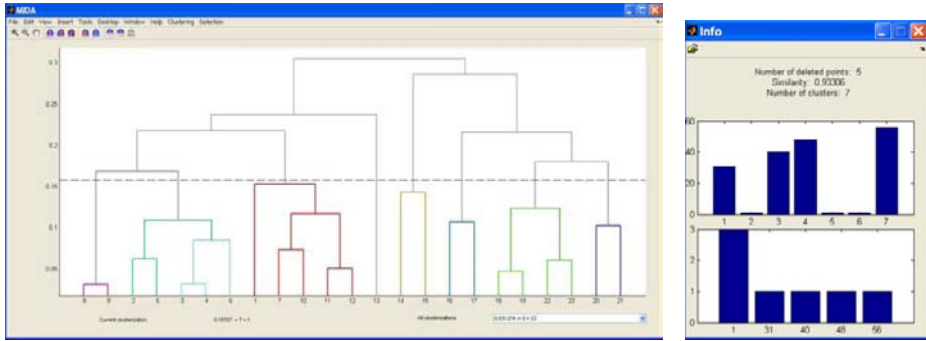 MIDA
File Edit View Insert Tools Desktop Window Help Clustering Selection
0.3
0.25
0.2
0.15
0.1
0.05
8 9 2 5 3 4 6 1 7 10 11 12 13 14 15 16 17 18 19 22 23 20 21
Current clusterization
All clusterizations
Info
Number of deleted points: 5
Similarity: 0.93306
Number of clusters: 7
60
40
20
0
1 2 3 4 5 6 7
3
2
1
0
1 31 40 48 56